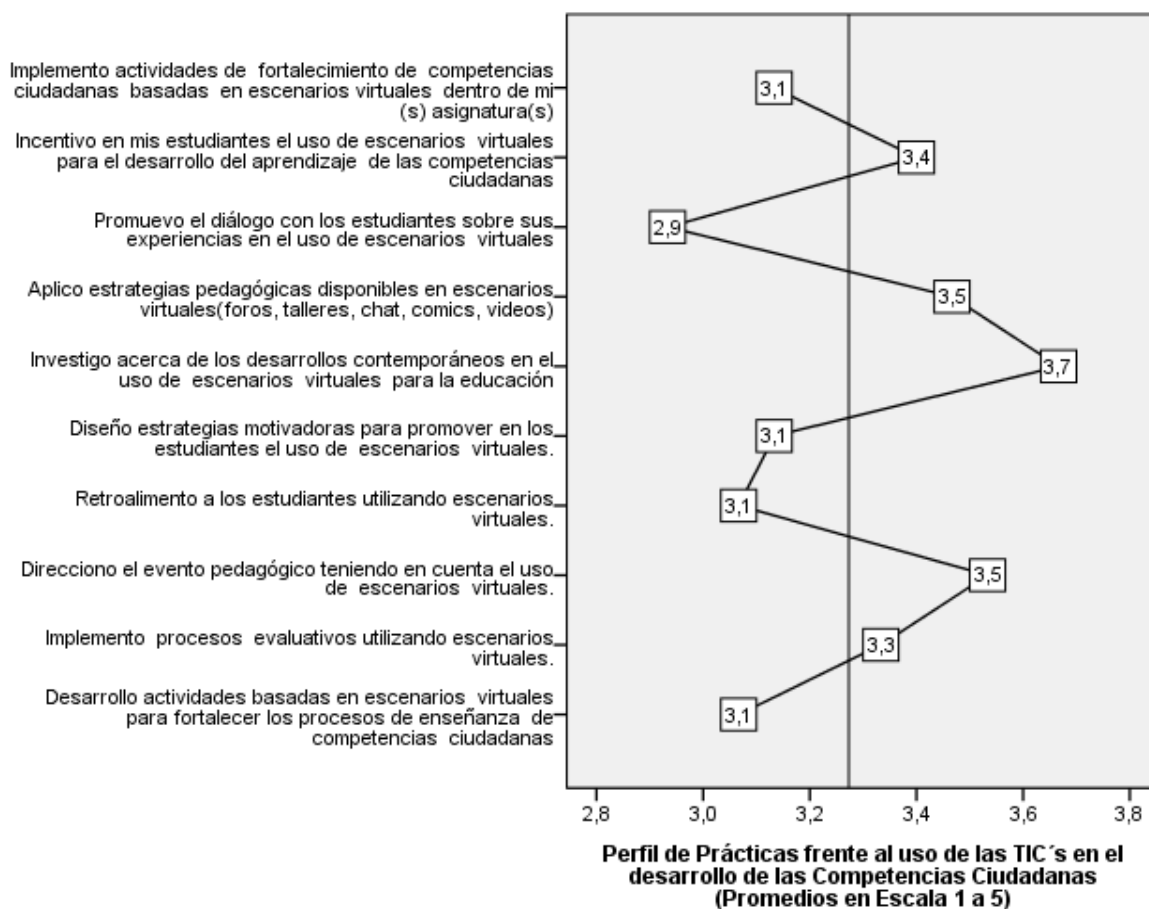 Implemento actividades de fortalecimiento de competencias
ciudadanas basadas en escenarios virtuales dentro de mi
(s) asignatura(s)
3,1
Incentivo en mis estudiantes el uso de escenarios virtuales
para el desarrollo del aprendizaje de las competencias
ciudadanas
3,4
Promuevo el diálogo con los estudiantes sobre sus
experiencias en el uso de escenarios virtuales
2,9
Aplico estrategias pedagógicas disponibles en escenarios
virtuales(foros, talleres, chat, comics, videos)
3,5
Investigo acerca de los desarrollos contemporáneos en el
uso de escenarios virtuales para la educación
3,7
Diseño estrategias motivadoras para promover en los
estudiantes el uso de escenarios virtuales.
3,1
Retroalimento a los estudiantes utilizando escenarios
virtuales.
3,1
Direcciono el evento pedagógico teniendo en cuenta el uso
de escenarios virtuales.
3,5
Implemento procesos evaluativos utilizando escenarios
virtuales.
3,3
Desarrollo actividades basadas en escenarios virtuales
para fortalecer los procesos de enseñanza de
competencias ciudadanas
3,1
2,8 3,0 3,2 3,4 3,6 3,8
Perfil de Prácticas frente al uso de las TIC´s en el
desarrollo de las Competencias Ciudadanas
(Promedios en Escala 1 a 5)